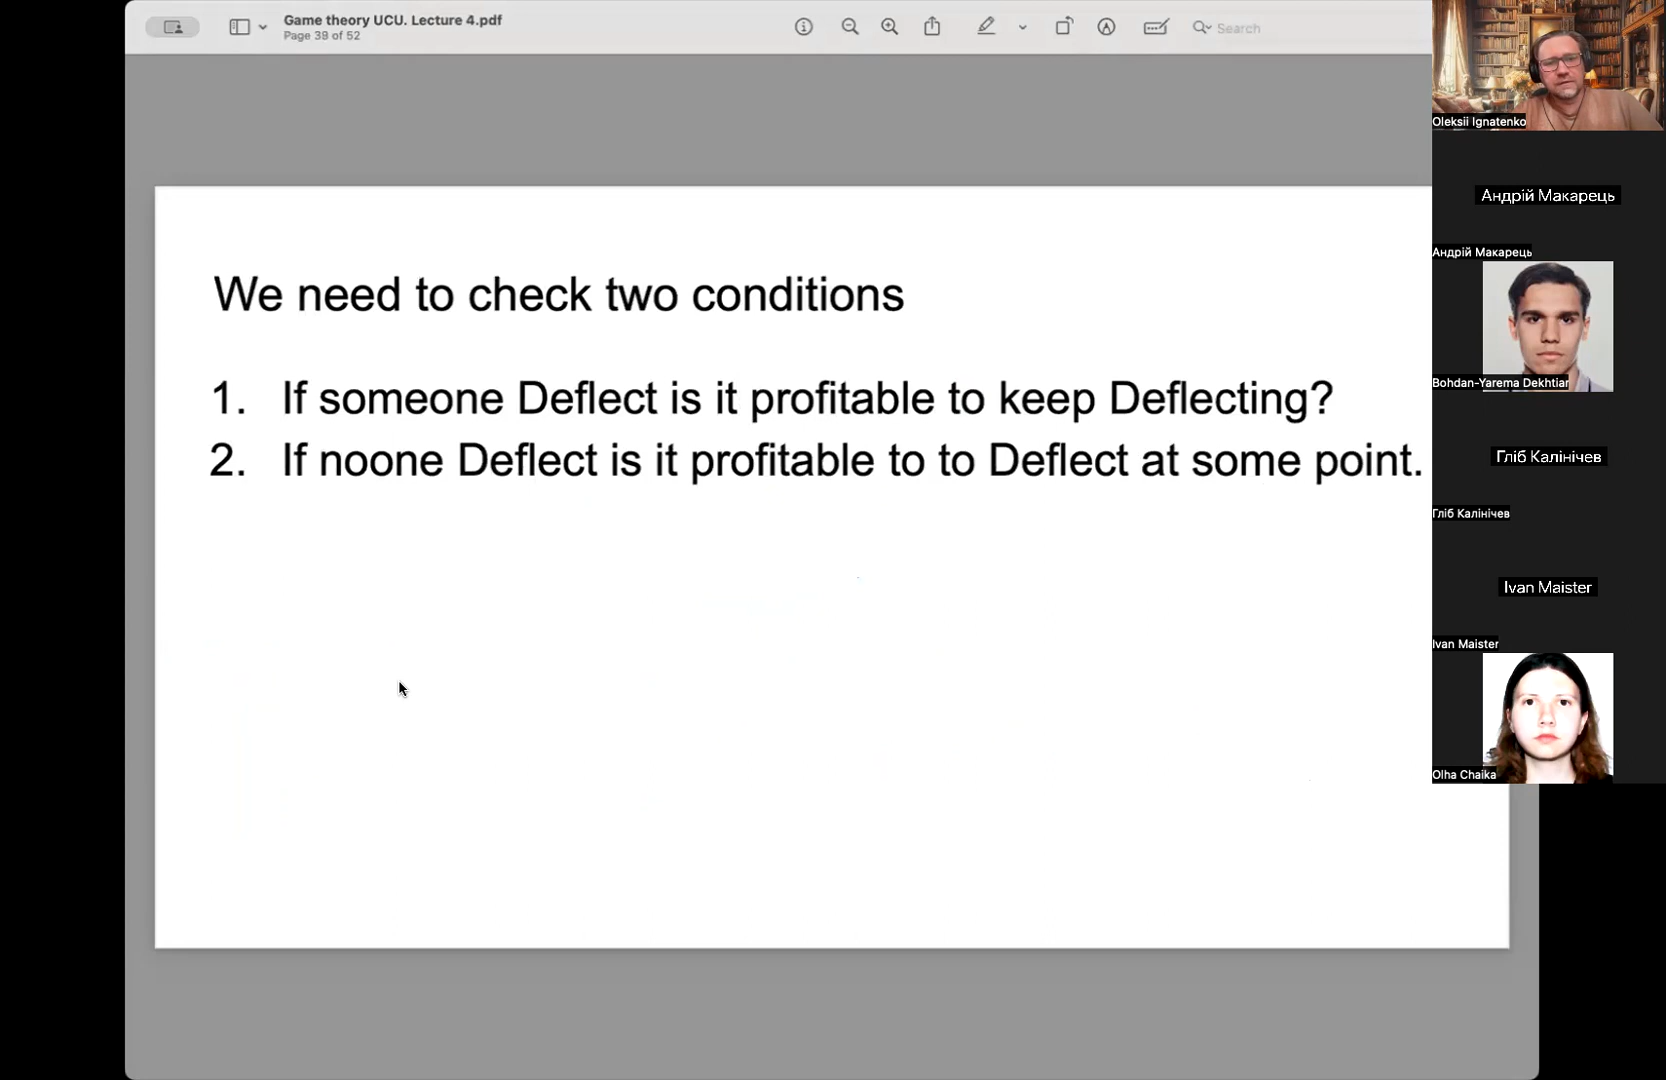 Game theory UCU. Lecture 4.pdf
Page 39 of 52
Search
We need to check two conditions
1. If someone Deflect is it profitable to keep Deflecting?
2. If noone Deflect is it profitable to to Deflect at some point.
Oleksii Ignatenko
Андрій Макарець
Андрій Макарець
Bohdan-Yarema Dekhtiar
Гліб Калінічев
Гліб Калінічев
Ivan Maister
Ivan Maister
Olha Chaika